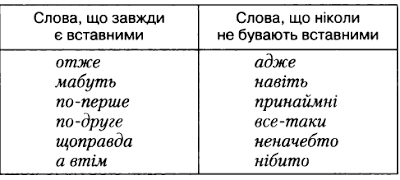 Слова, що завжди є вставними | Слова, що ніколи не бувають вставними
отже | адже
мабуть | навіть
по-перше | принаймні
по-друге | все-таки
щоправда | неначебто
а втім | нібито